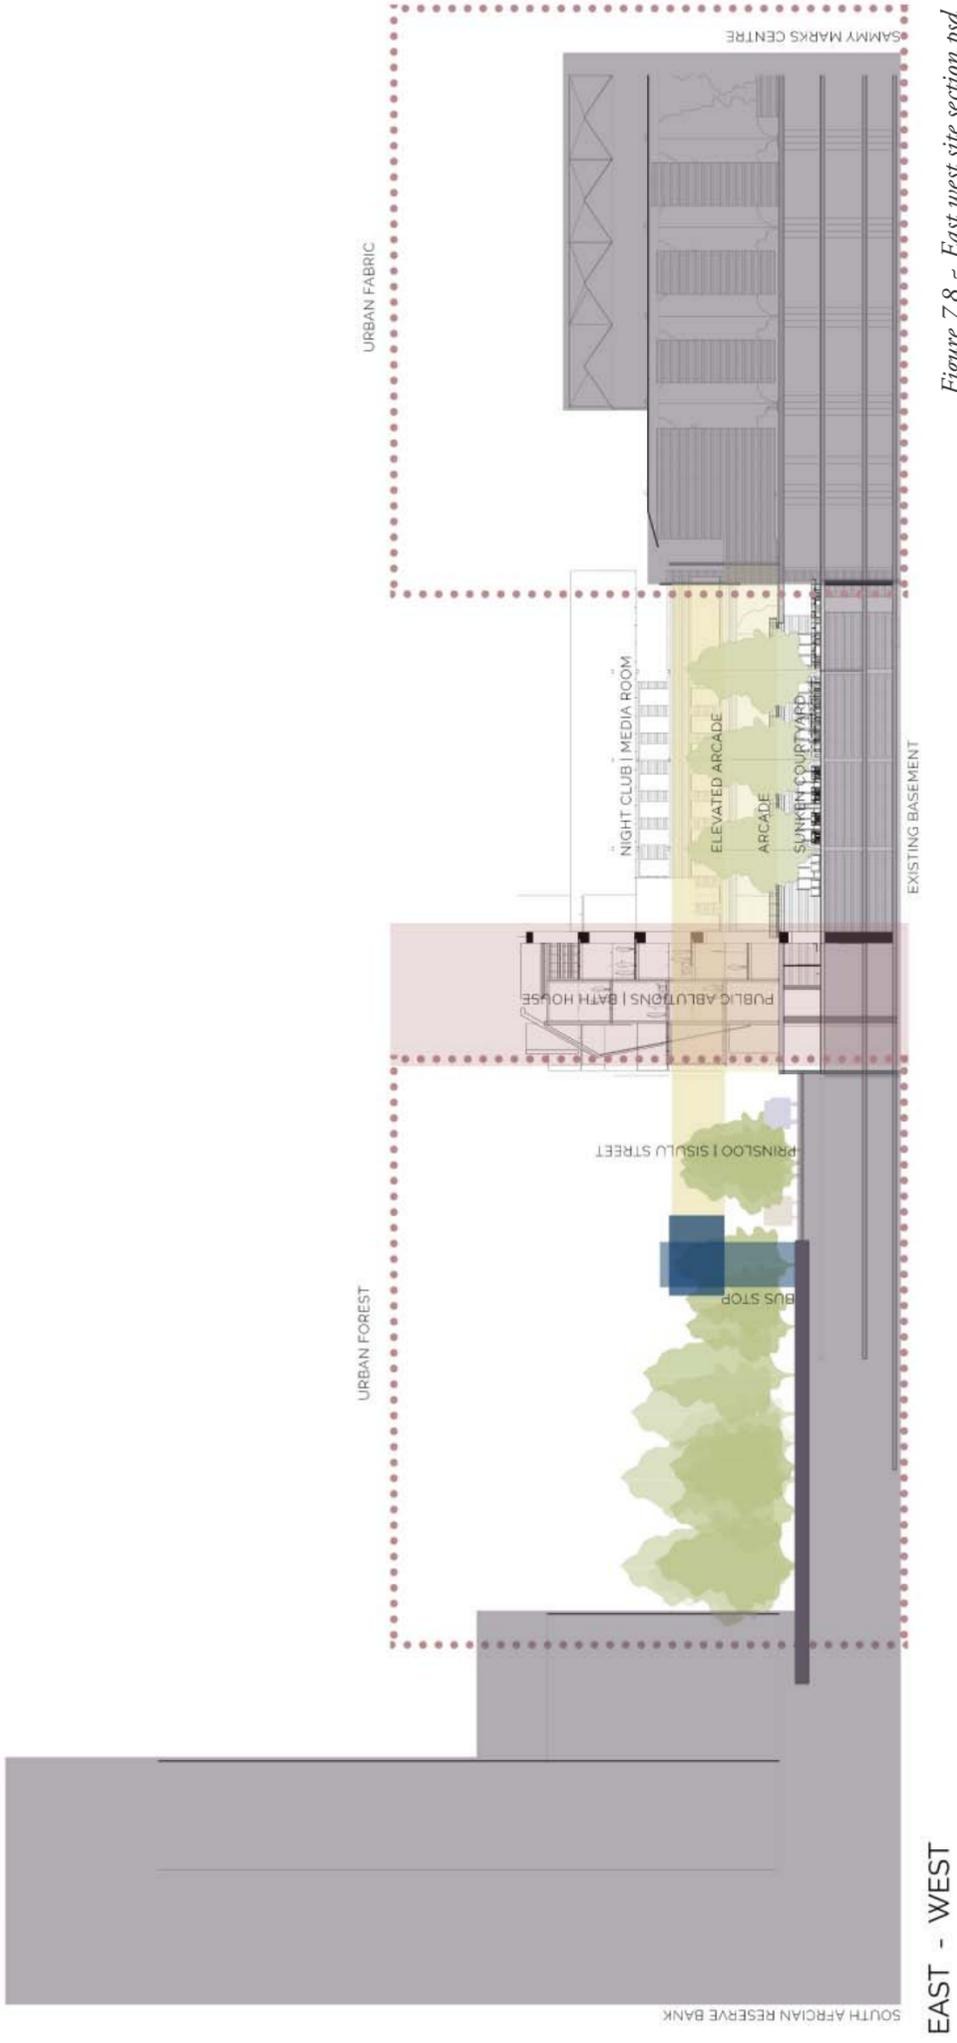 URBAN FOREST
URBAN FABRIC
SOUTH AFRCIAN RESERVE BANK
BUS STOP
PRINSLOO | SISULU STREET
PUBLIC ABLUTIONS | BATH HOUSE
NIGHT CLUB | MEDIA ROOM
ELEVATED ARCADE
ARCADE
SUNKEN COURTYARD
EXISTING BASEMENT
SAMMY MARKS CENTRE
EAST - WEST
Figure 7.8 ~ East west site section.psd